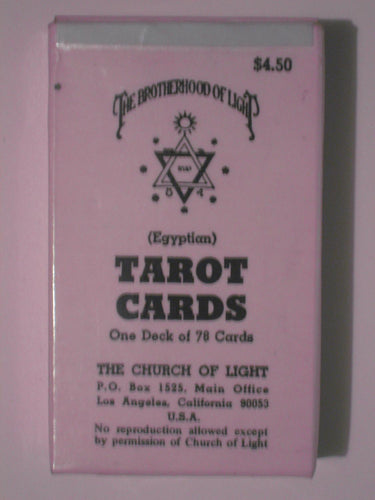 $4.50
THE BROTHERHOOD OF LIGHT
(Egyptian)
TAROT
CARDS
One Deck of 78 Cards
THE CHURCH OF LIGHT
P.O. Box 1525, Main Office
Los Angeles, California 90053
U.S.A.
No reproduction allowed except
by permission of Church of Light